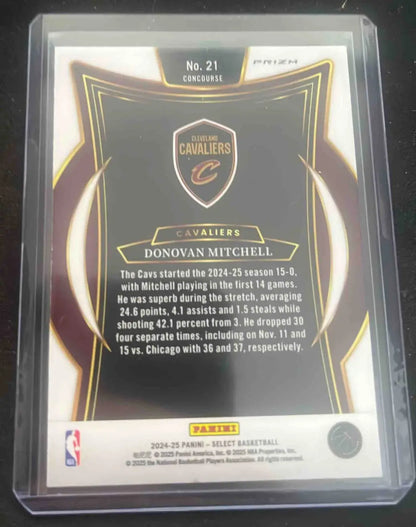 No. 21
CONCOURSE
PRIZM
CLEVELAND
CAVALIERS
C
CAVALIERS
DONOVAN MITCHELL
The Cavs started the 2024-25 season 15-0,
with Mitchell playing in the first 14 games.
He was superb during the stretch, averaging
24.6 points, 4.1 assists and 1.5 steals while
shooting 42.1 percent from 3. He dropped 30
four separate times, including on Nov. 11 and
15 vs. Chicago with 36 and 37, respectively.
PANINI
NBA
2024-25 PANINI – SELECT BASKETBALL
© 2025 Panini America, Inc. © 2025 NBA Properties, Inc.
© 2025 the National Basketball Players Association. All rights reserved.